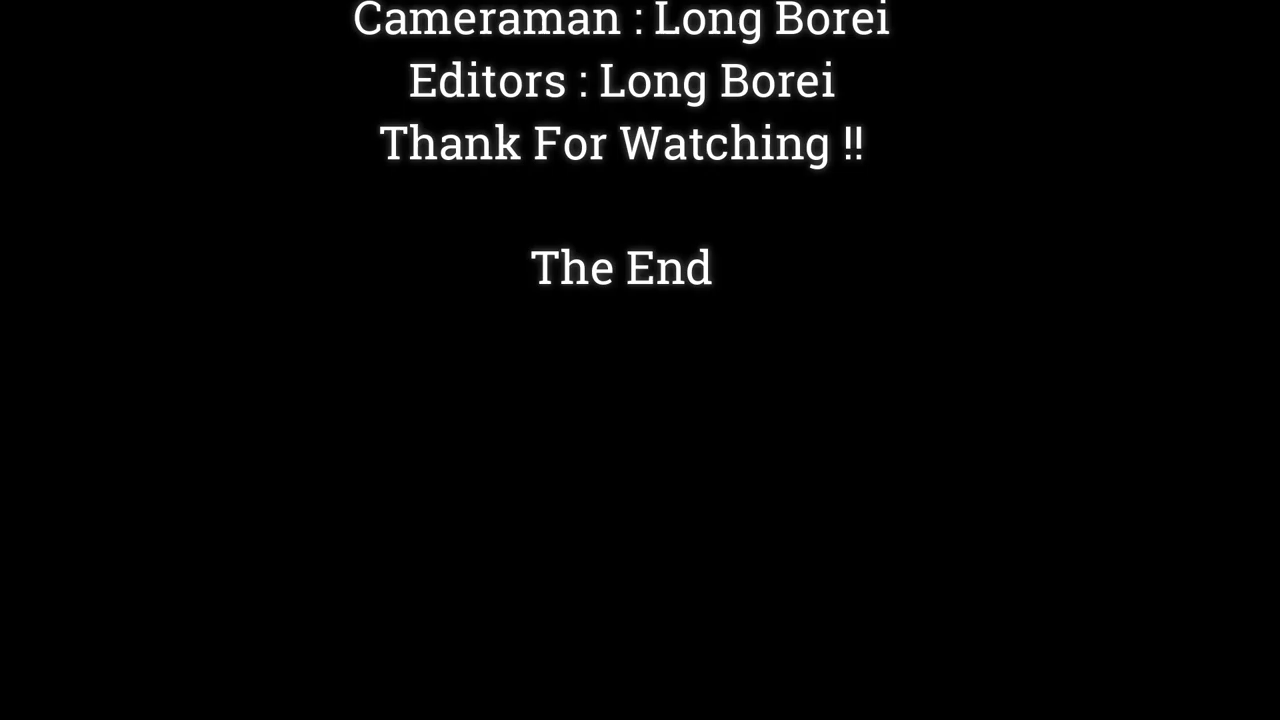 Cameraman : Long Borei
Editors : Long Borei
Thank For Watching !!
The End